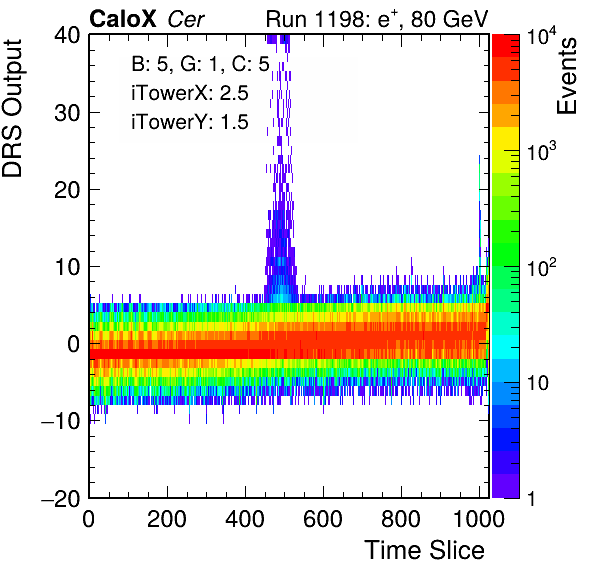 CaloX Cer Run 1198: e+, 80 GeV
B: 5, G: 1, C: 5
iTowerX: 2.5
iTowerY: 1.5
DRS Output
40
30
20
10
0
−10
−20
0 200 400 600 800 1000
Time Slice
Events
10^4
10^3
10^2
10
1